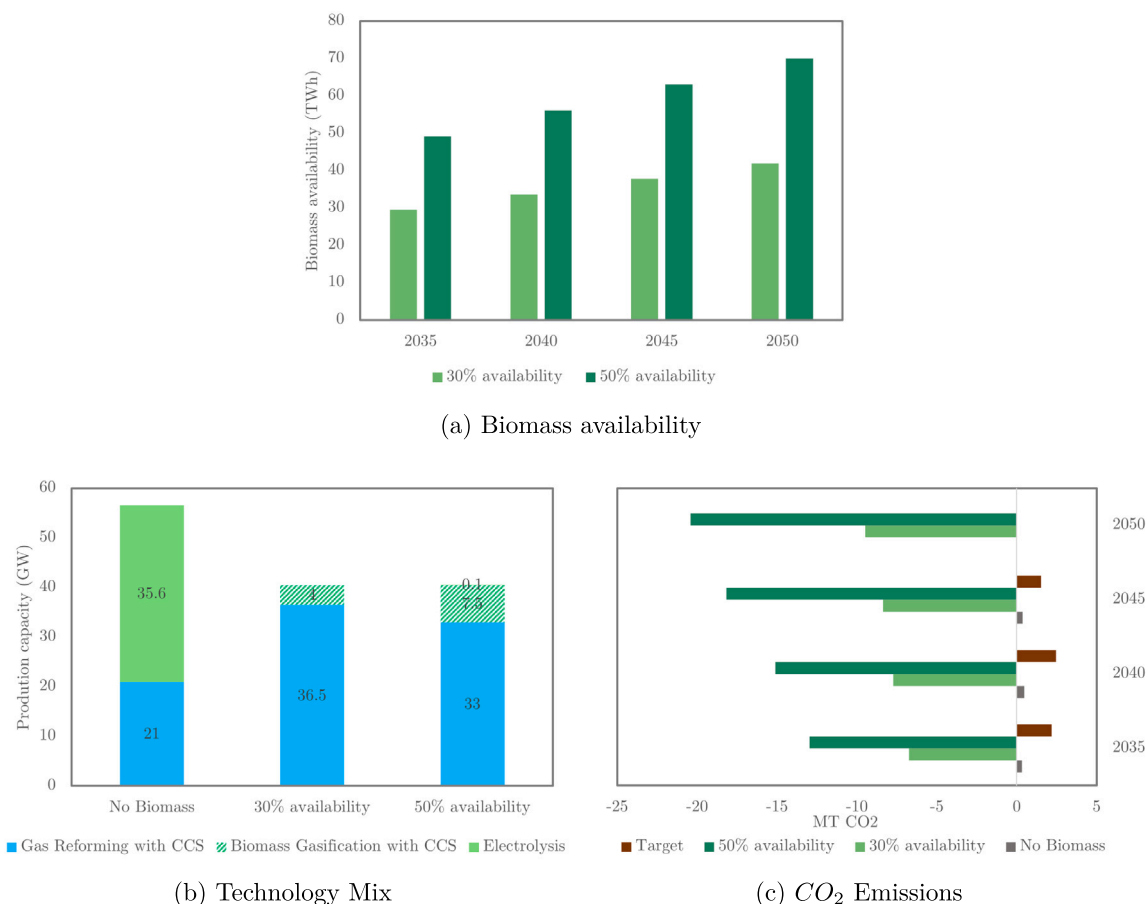 80
70
60
50
40
30
20
10
0
Biomass availability (TWh)
2035 2040 2045 2050
30% availability 50% availability
(a) Biomass availability
60
50
40
30
20
10
0
Prodution capacity (GW)
35.6
21
4
36.5
0.1
7.5
33
No Biomass 30% availability 50% availability
Gas Reforming with CCS Biomass Gasification with CCS Electrolysis
(b) Technology Mix
2050
2045
2040
2035
-25 -20 -15 -10 -5 0 5
MT CO2
Target 50% availability 30% availability No Biomass
(c) CO2 Emissions